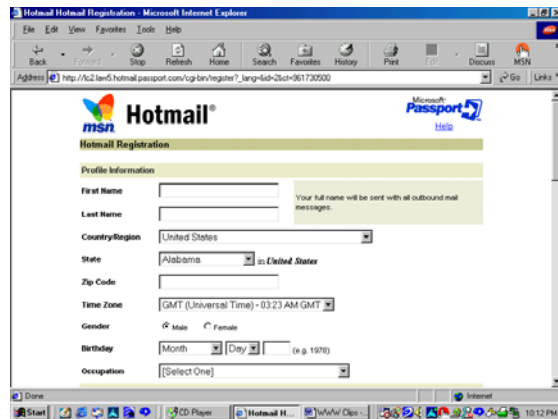 Hotmail Hotmail Registration - Microsoft Internet Explorer
File Edit View Favorites Tools Help
Back Forward Stop Refresh Home Search Favorites History Print Edit Discuss MSN
Address http://lc2.law5.hotmail.passport.com/cgi-bin/register?_lang=&id=2&ct=961730500 Go Links
msn Hotmail®
Microsoft Passport
Help
Hotmail Registration
Profile Information
First Name
Your full name will be sent with all outbound mail
messages.
Last Name
Country/Region United States
State Alabama in United States
Zip Code
Time Zone GMT (Universal Time) - 03:23 AM GMT
Gender Male Female
Birthday Month Day (e.g. 1978)
Occupation [Select One]
Done Internet
Start CD Player Hotmail H... WWW Clips -... 10:12 PM